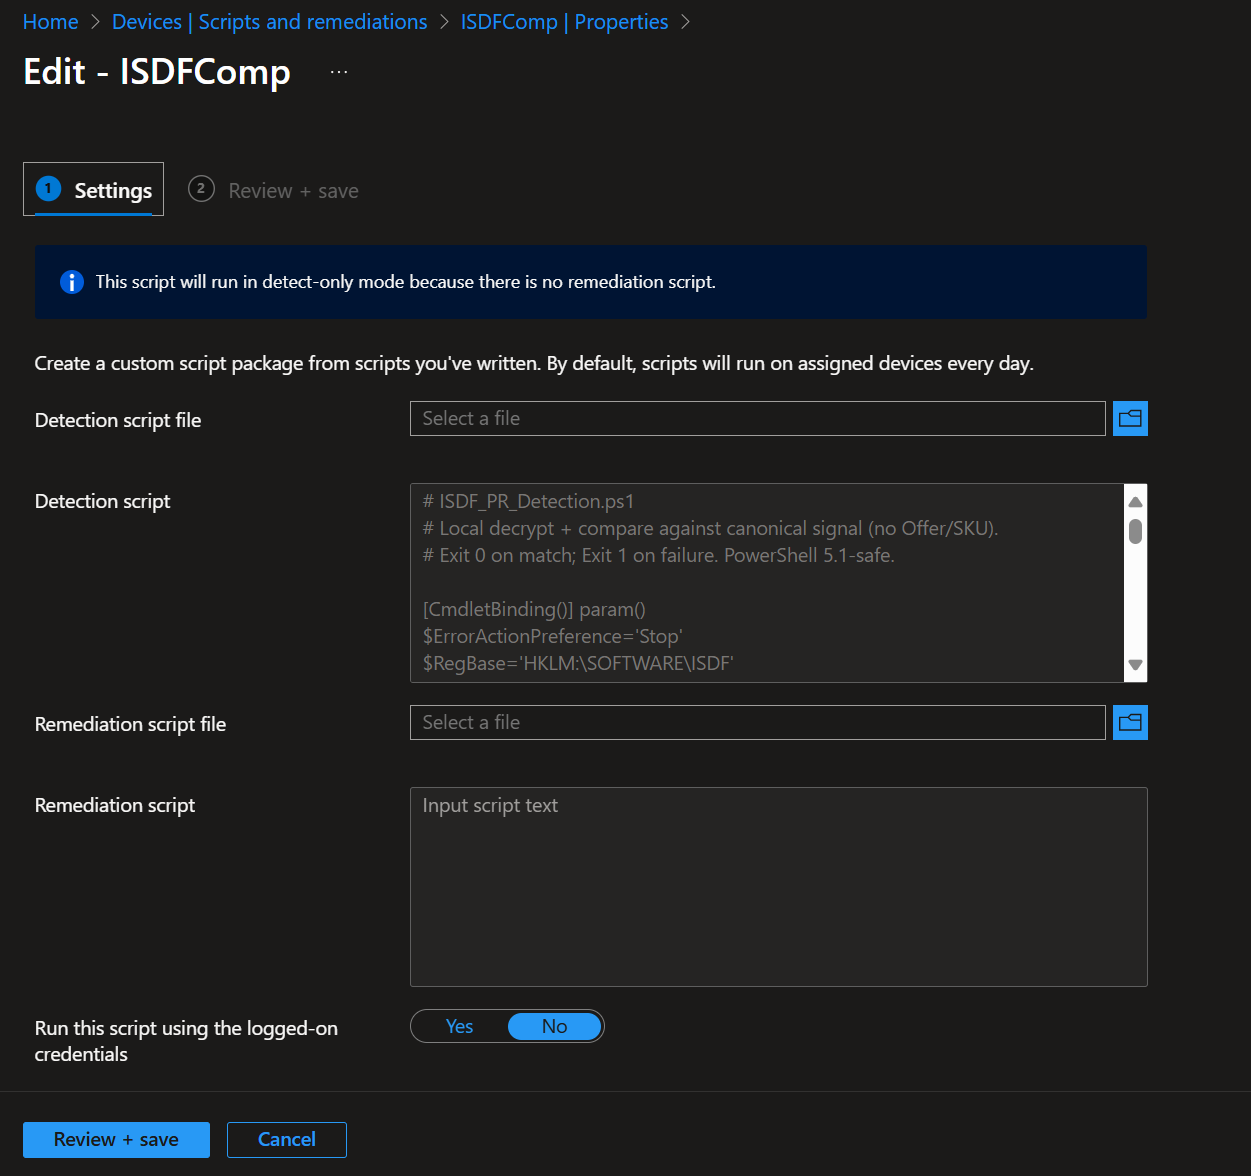 Home > Devices | Scripts and remediations > ISDFComp | Properties >
Edit - ISDFComp ...
1 Settings 2 Review + save
This script will run in detect-only mode because there is no remediation script.
Create a custom script package from scripts you've written. By default, scripts will run on assigned devices every day.
Detection script file
Select a file
Detection script
# ISDF_PR_Detection.ps1
# Local decrypt + compare against canonical signal (no Offer/SKU).
# Exit 0 on match; Exit 1 on failure. PowerShell 5.1-safe.
[CmdletBinding()] param()
$ErrorActionPreference='Stop'
$RegBase='HKLM:\SOFTWARE\ISDF'
Remediation script file
Select a file
Remediation script
Input script text
Run this script using the logged-on
credentials
Yes No
Review + save Cancel